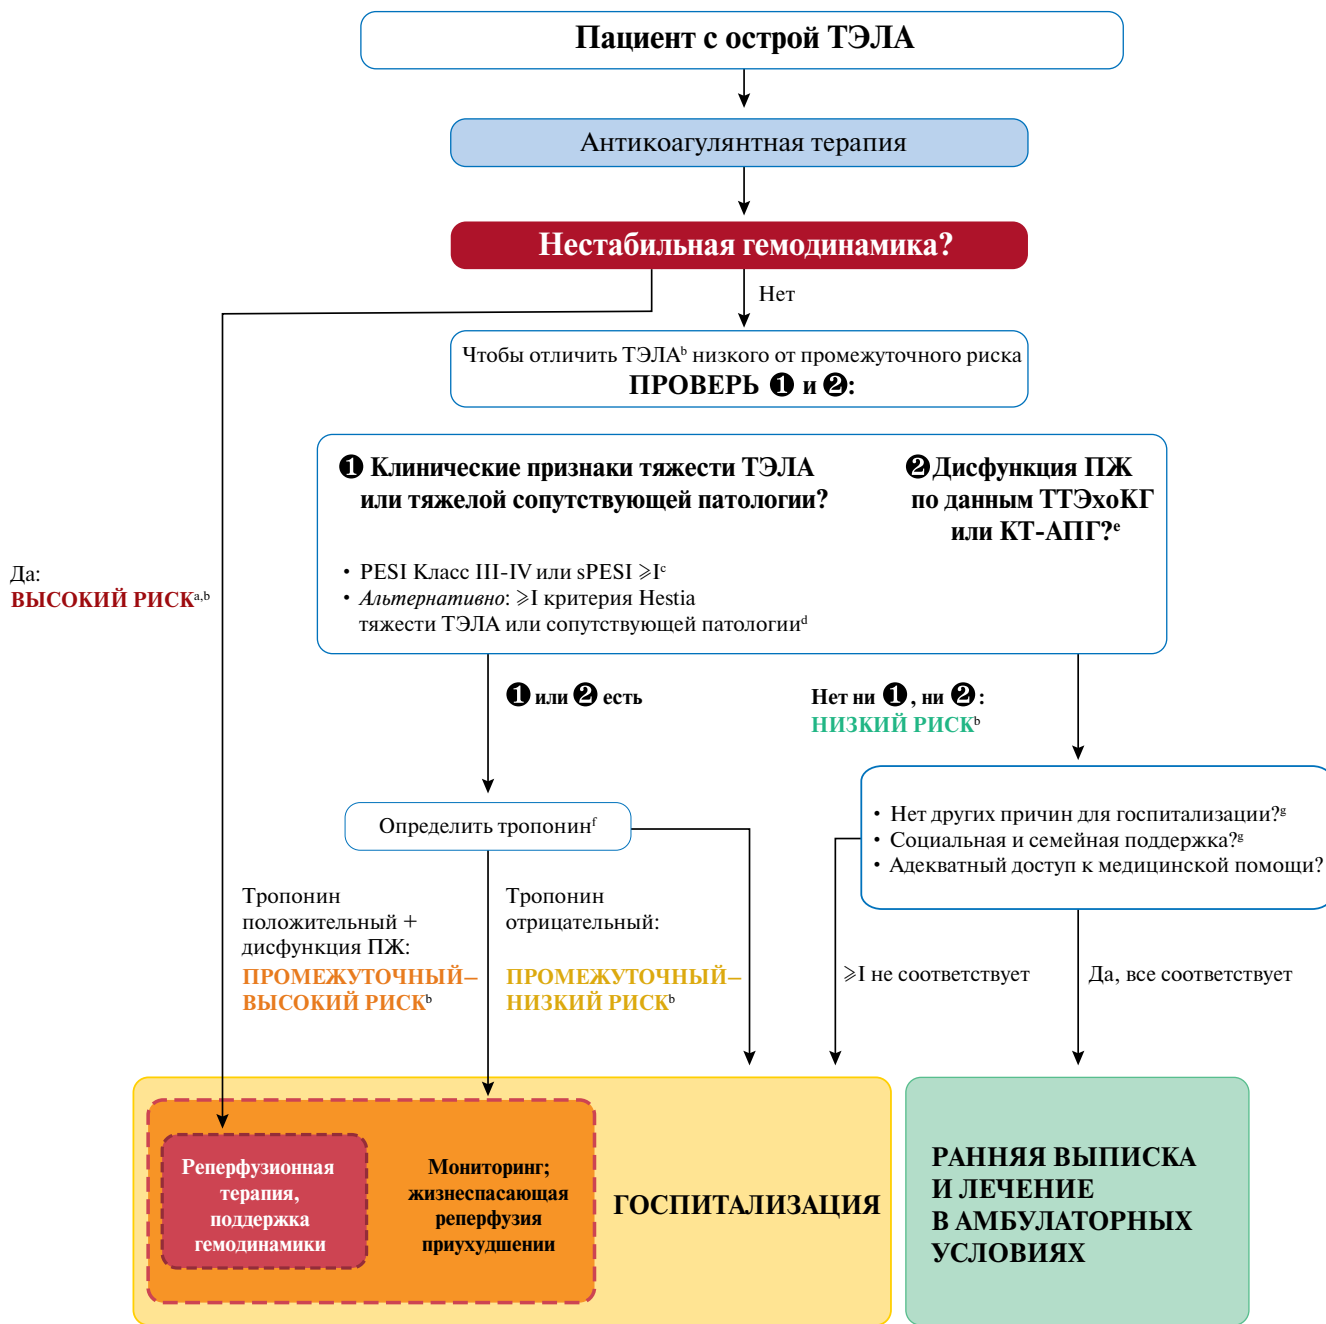 Пациент с острой ТЭЛА
Антикоагулянтная терапия
Нестабильная гемодинамика?
Нет
Чтобы отличить ТЭЛАᵇ низкого от промежуточного риска
ПРОВЕРЬ ❶ и ❷:
❶ Клинические признаки тяжести ТЭЛА
или тяжелой сопутствующей патологии?
• PESI Класс III-IV или sPESI ⩾Iᶜ
• Альтернативно: ⩾I критерия Hestia
тяжести ТЭЛА или сопутствующей патологииᵈ
❷ Дисфункция ПЖ
по данным ТТЭхоКГ
или КТ-АПГ?ᵉ
Да:
ВЫСОКИЙ РИСКᵃ,ᵇ
❶ или ❷ есть
Нет ни ❶, ни ❷:
НИЗКИЙ РИСКᵇ
Определить тропонинᶠ
• Нет других причин для госпитализации?ᵍ
• Социальная и семейная поддержка?ᵍ
• Адекватный доступ к медицинской помощи?
Тропонин
положительный +
дисфункция ПЖ:
ПРОМЕЖУТОЧНЫЙ–
ВЫСОКИЙ РИСКᵇ
Тропонин
отрицательный:
ПРОМЕЖУТОЧНЫЙ–
НИЗКИЙ РИСКᵇ
⩾I не соответствует
Да, все соответствует
Реперфузионная
терапия,
поддержка
гемодинамики
Мониторинг;
жизнеспасающая
реперфузия
приухудшении
ГОСПИТАЛИЗАЦИЯ
РАННЯЯ ВЫПИСКА
И ЛЕЧЕНИЕ
В АМБУЛАТОРНЫХ
УСЛОВИЯХ